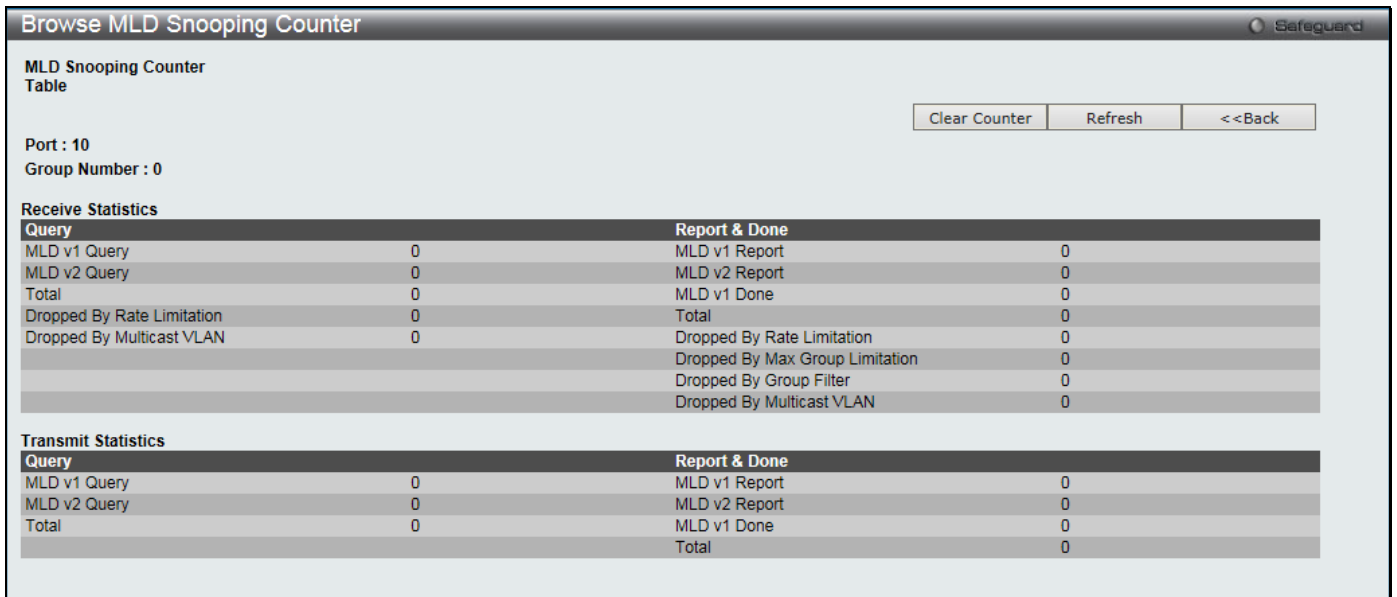 Browse MLD Snooping Counter
Safeguard
MLD Snooping Counter
Table
Clear Counter Refresh <<Back
Port : 10
Group Number : 0
Receive Statistics
Query Report & Done
MLD v1 Query 0 MLD v1 Report 0
MLD v2 Query 0 MLD v2 Report 0
Total 0 MLD v1 Done 0
Dropped By Rate Limitation 0 Total 0
Dropped By Multicast VLAN 0 Dropped By Rate Limitation 0
Dropped By Max Group Limitation 0
Dropped By Group Filter 0
Dropped By Multicast VLAN 0
Transmit Statistics
Query Report & Done
MLD v1 Query 0 MLD v1 Report 0
MLD v2 Query 0 MLD v2 Report 0
Total 0 MLD v1 Done 0
Total 0